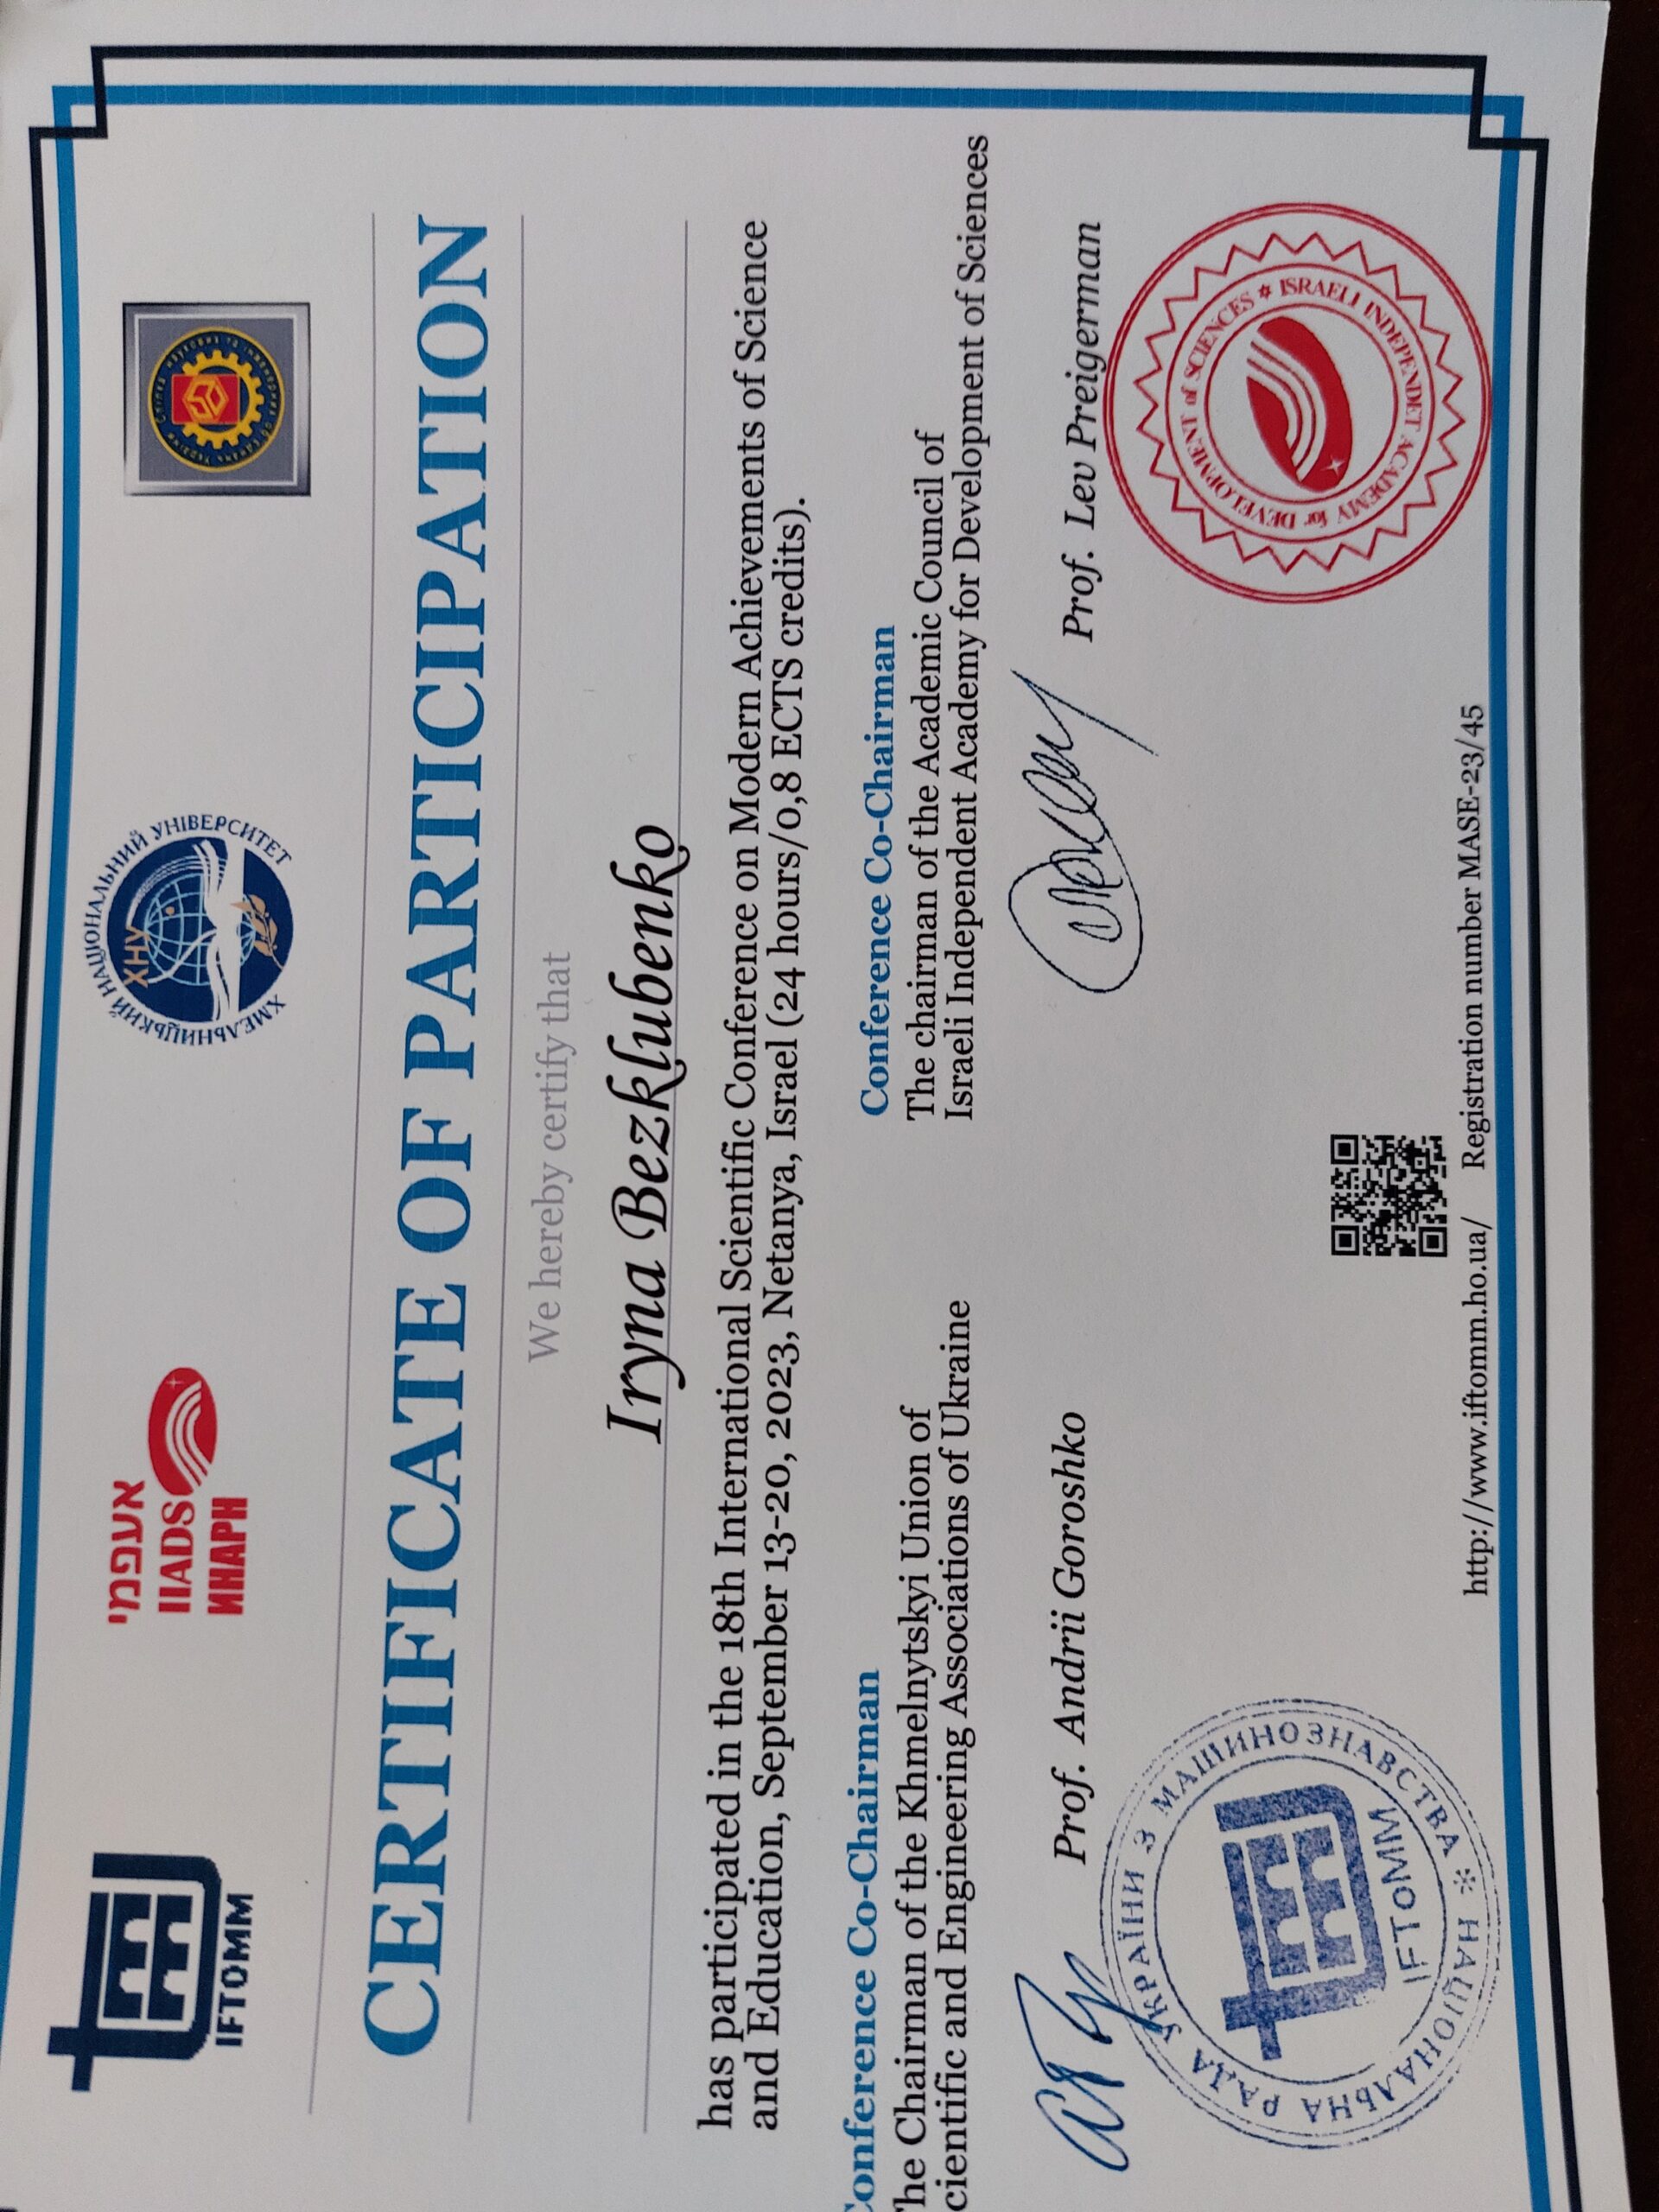 IFTOMM
אעפמי
IIADS
ИНАРН
ХМЕЛЬНИЦЬКИЙ НАЦІОНАЛЬНИЙ УНІВЕРСИТЕТ
ХНУ
CERTIFICATE OF PARTICIPATION
We hereby certify that
Iryna Bezklubenko
has participated in the 18th International Scientific Conference on Modern Achievements of Science
and Education, September 13-20, 2023, Netanya, Israel (24 hours/0,8 ECTS credits).
Conference Co-Chairman
The Chairman of the Khmelnytskyi Union of
cientific and Engineering Associations of Ukraine
Prof. Andrii Goroshko
Conference Co-Chairman
The chairman of the Academic Council of
Israeli Independent Academy for Development of Sciences
Prof. Lev Preigerman
НАЦІОНАЛЬНА РАДА УКРАЇНИ З МАШИНОЗНАВСТВА *
IFTOMM
ISRAELI INDEPENDET ACADEMY for DEVELOPMENT of SCIENCES
http://www.iftomm.ho.ua/ Registration number MASE-23/45